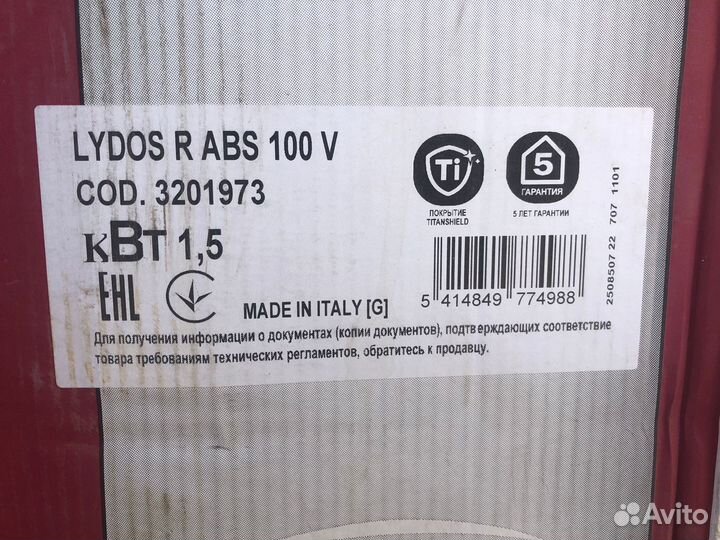 LYDOS R ABS 100 V
COD. 3201973
кВт 1,5
EAC
MADE IN ITALY [G]
Ti
ПОКРЫТИЕ
TITANSHIELD
5
ГАРАНТИЯ
5 ЛЕТ ГАРАНТИИ
5 414849 774988
2508507 22 707 1101
Для получения информации о документах (копии документов), подтверждающих соответствие
товара требованиям технических регламентов, обратитесь к продавцу.
Avito